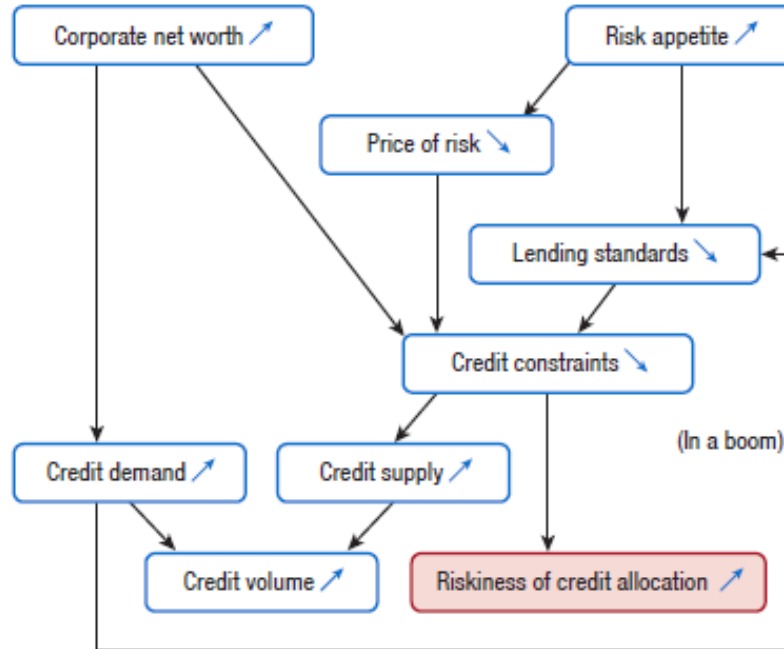 Corporate net worth
Risk appetite
Price of risk
Lending standards
Credit constraints
(In a boom)
Credit demand
Credit supply
Credit volume
Riskiness of credit allocation